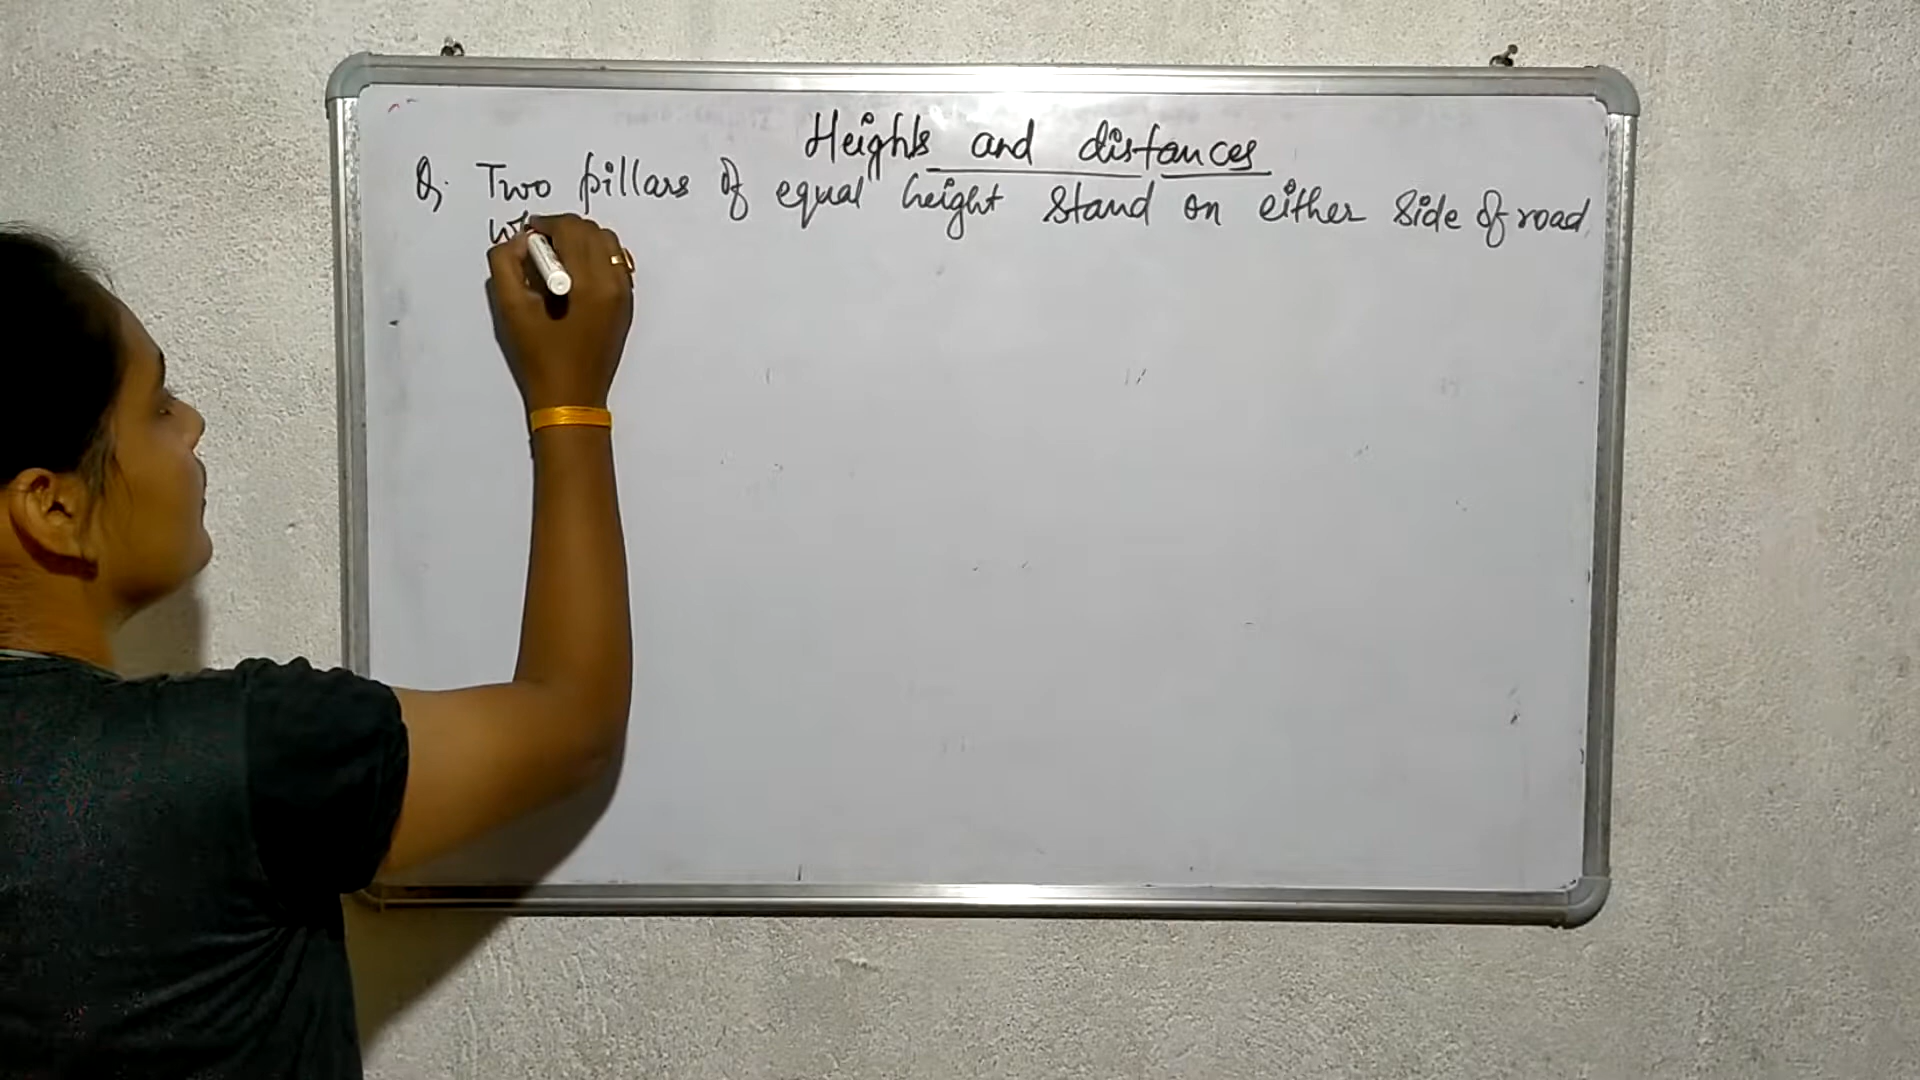 Heights and distances
Q, Two pillars of equal height stand on either side of road